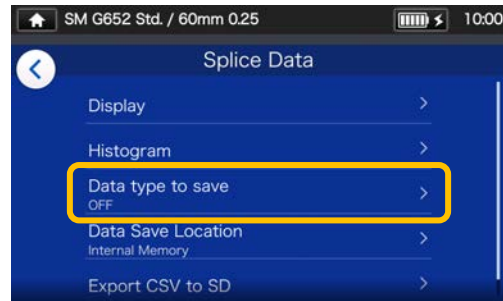 SM G652 Std. / 60mm 0.25
10:00
Splice Data
Display
Histogram
Data type to save
OFF
Data Save Location
Internal Memory
Export CSV to SD